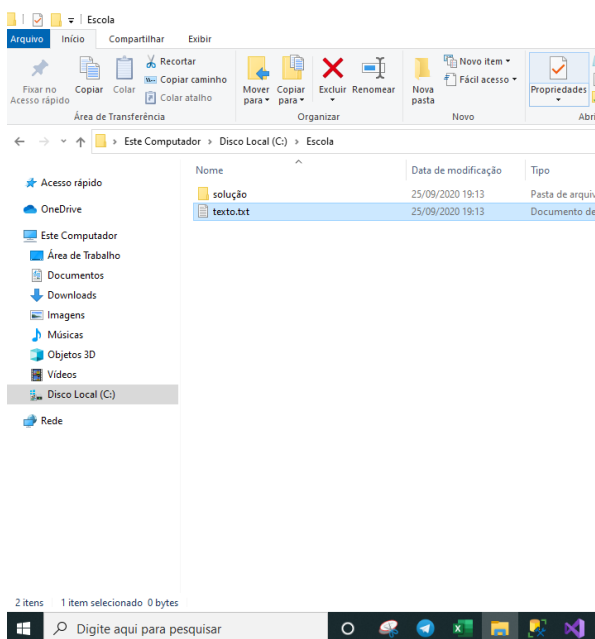 Escola
Arquivo Início Compartilhar Exibir
Fixar no Acesso rápido
Copiar
Colar
Recortar
Copiar caminho
Colar atalho
Mover para
Copiar para
Excluir
Renomear
Nova pasta
Novo item
Fácil acesso
Propriedades
Área de Transferência Organizar Novo Abri
Este Computador > Disco Local (C:) > Escola
Nome Data de modificação Tipo
solução 25/09/2020 19:13 Pasta de arquiv
texto.txt 25/09/2020 19:13 Documento de
Acesso rápido
OneDrive
Este Computador
Área de Trabalho
Documentos
Downloads
Imagens
Músicas
Objetos 3D
Vídeos
Disco Local (C:)
Rede
2 itens 1 item selecionado 0 bytes
Digite aqui para pesquisar